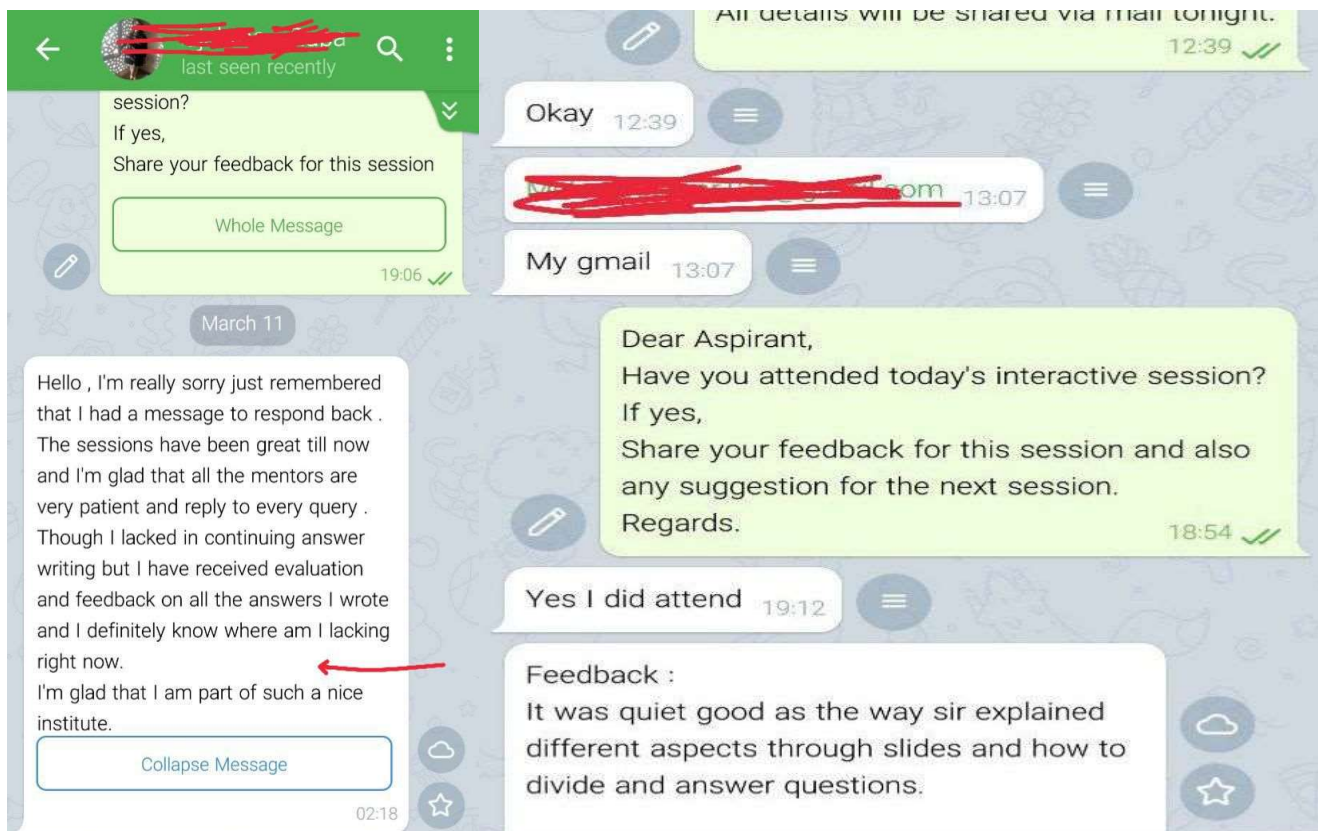 last seen recently
session?
If yes,
Share your feedback for this session
Whole Message
19:06
March 11
Hello , I'm really sorry just remembered
that I had a message to respond back .
The sessions have been great till now
and I'm glad that all the mentors are
very patient and reply to every query .
Though I lacked in continuing answer
writing but I have received evaluation
and feedback on all the answers I wrote
and I definitely know where am I lacking
right now.
I'm glad that I am part of such a nice
institute.
Collapse Message
02:18
All details will be shared via mail tonight.
12:39
Okay 12:39
13:07
My gmail 13:07
Dear Aspirant,
Have you attended today's interactive session?
If yes,
Share your feedback for this session and also
any suggestion for the next session.
Regards.
18:54
Yes I did attend 19:12
Feedback :
It was quiet good as the way sir explained
different aspects through slides and how to
divide and answer questions.